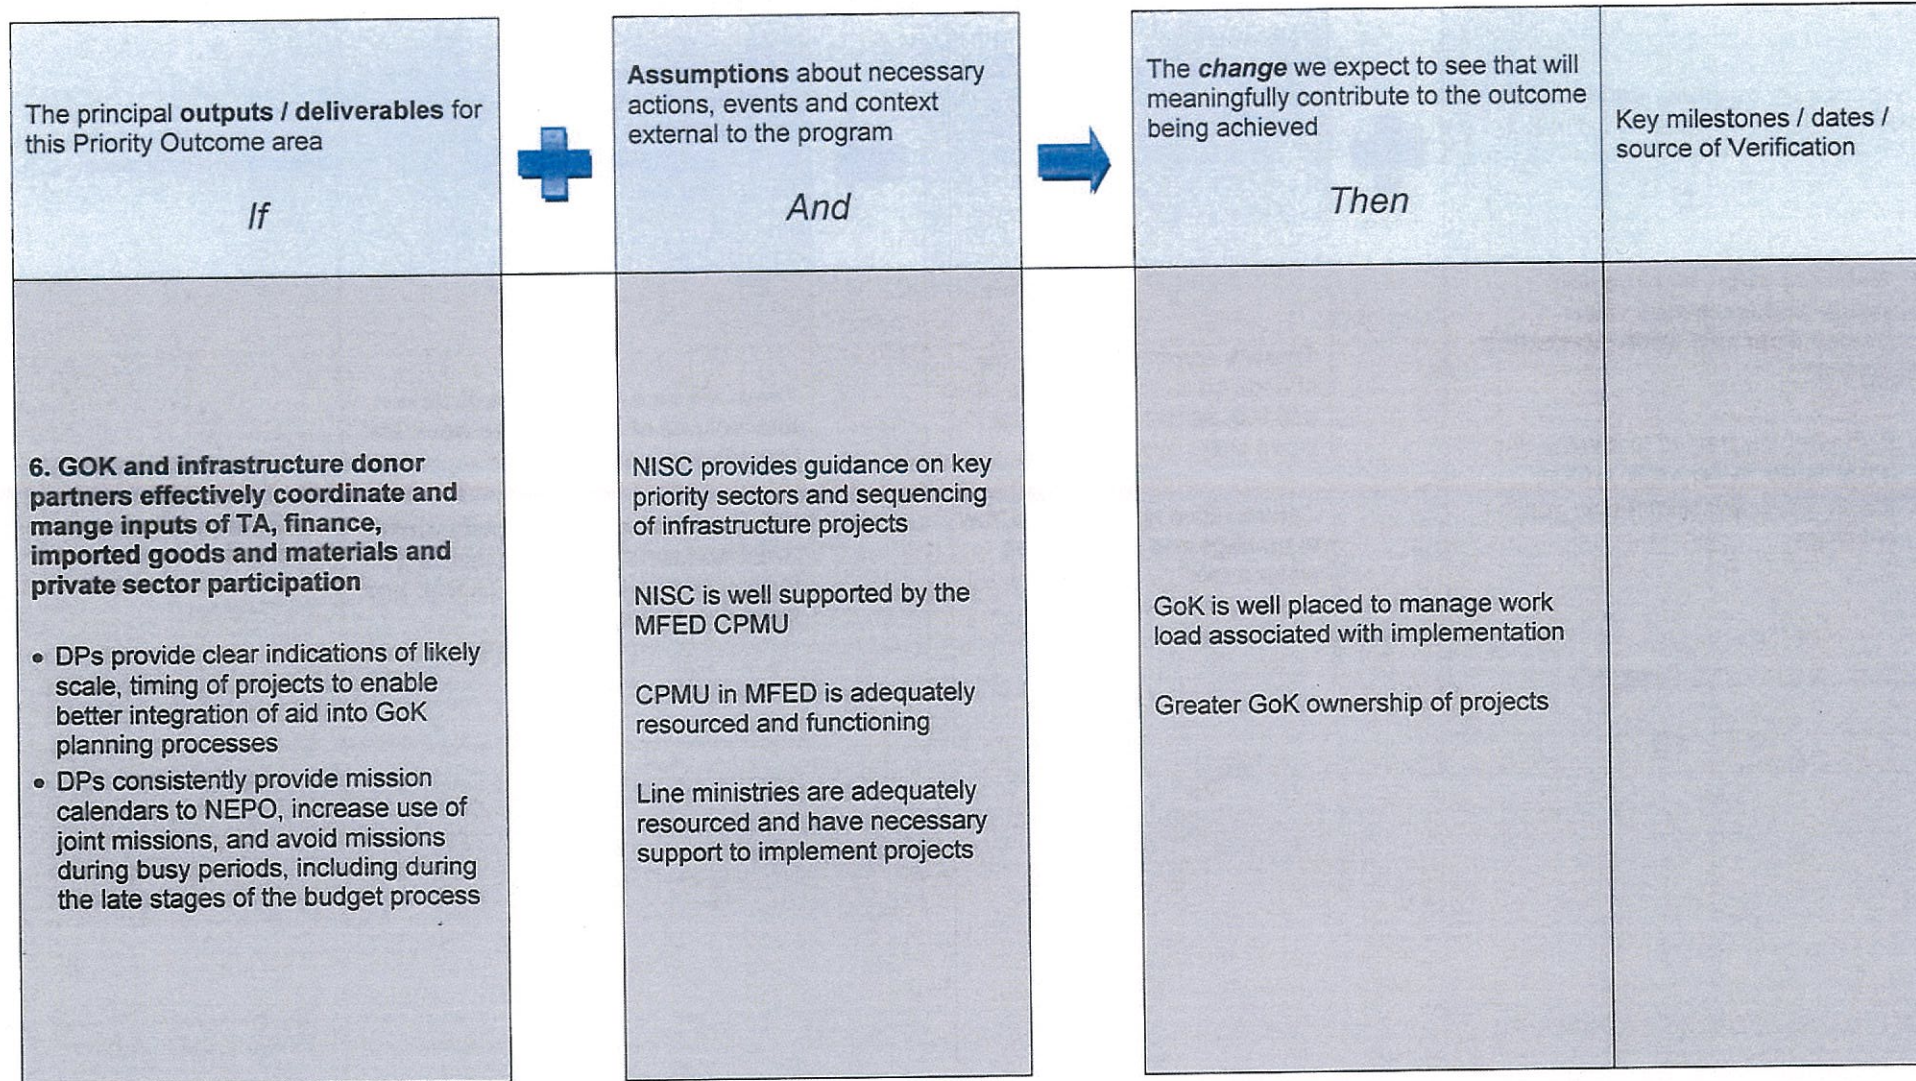 The principal outputs / deliverables for
this Priority Outcome area
If
Assumptions about necessary
actions, events and context
external to the program
And
The change we expect to see that will
meaningfully contribute to the outcome
being achieved
Then
Key milestones / dates /
source of Verification
6. GOK and infrastructure donor
partners effectively coordinate and
mange inputs of TA, finance,
imported goods and materials and
private sector participation
• DPs provide clear indications of likely
scale, timing of projects to enable
better integration of aid into GoK
planning processes
• DPs consistently provide mission
calendars to NEPO, increase use of
joint missions, and avoid missions
during busy periods, including during
the late stages of the budget process
NISC provides guidance on key
priority sectors and sequencing
of infrastructure projects
NISC is well supported by the
MFED CPMU
CPMU in MFED is adequately
resourced and functioning
Line ministries are adequately
resourced and have necessary
support to implement projects
GoK is well placed to manage work
load associated with implementation
Greater GoK ownership of projects